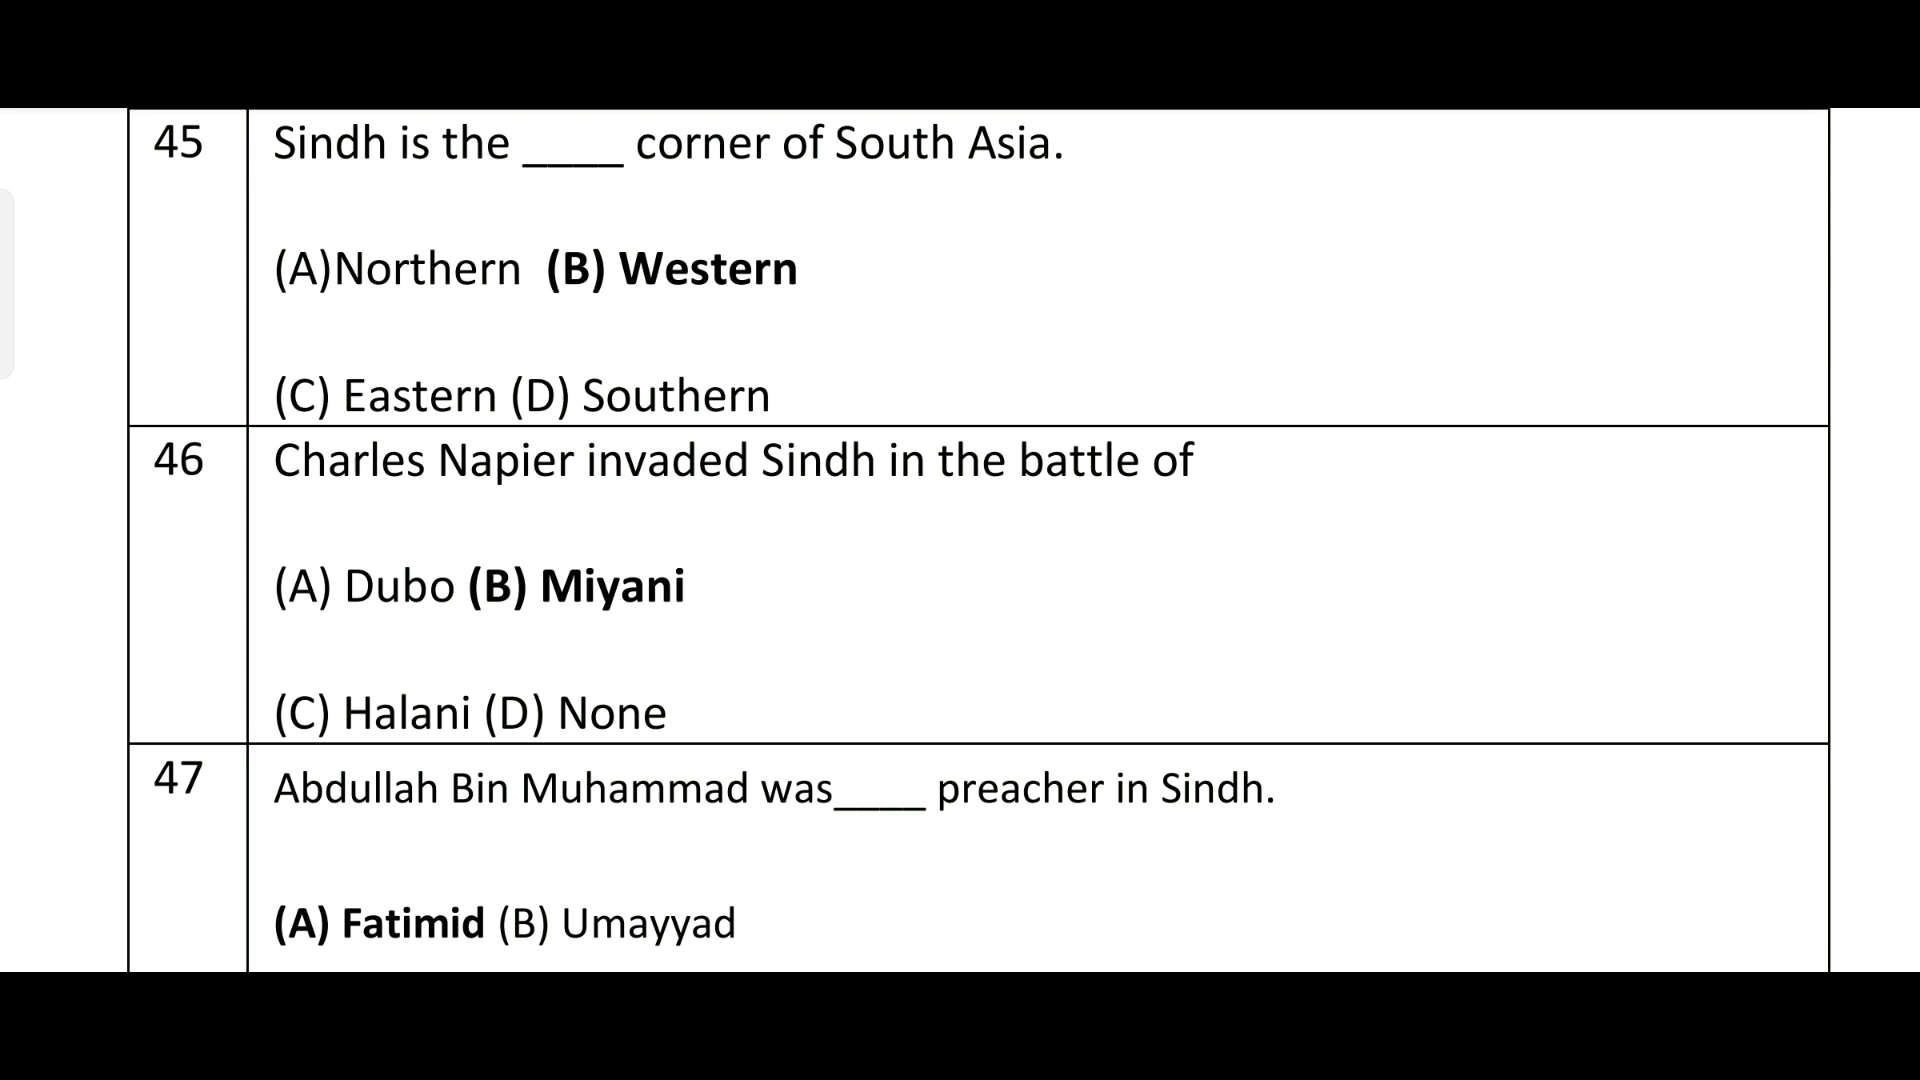 45
Sindh is the ____ corner of South Asia.
(A)Northern (B) Western
(C) Eastern (D) Southern
46
Charles Napier invaded Sindh in the battle of
(A) Dubo (B) Miyani
(C) Halani (D) None
47
Abdullah Bin Muhammad was____ preacher in Sindh.
(A) Fatimid (B) Umayyad